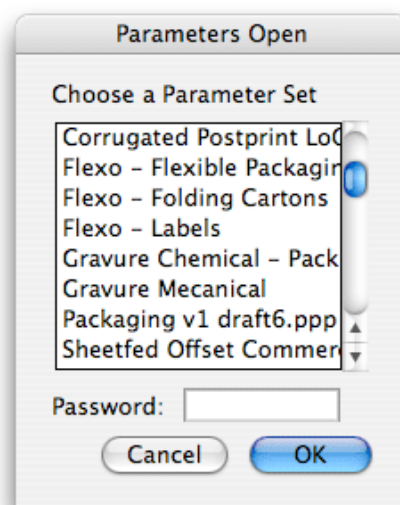 Parameters Open
Choose a Parameter Set
Corrugated Postprint Lo
Flexo – Flexible Packagin
Flexo – Folding Cartons
Flexo – Labels
Gravure Chemical – Pack
Gravure Mecanical
Packaging v1 draft6.ppp
Sheetfed Offset Commer
Password:
Cancel OK